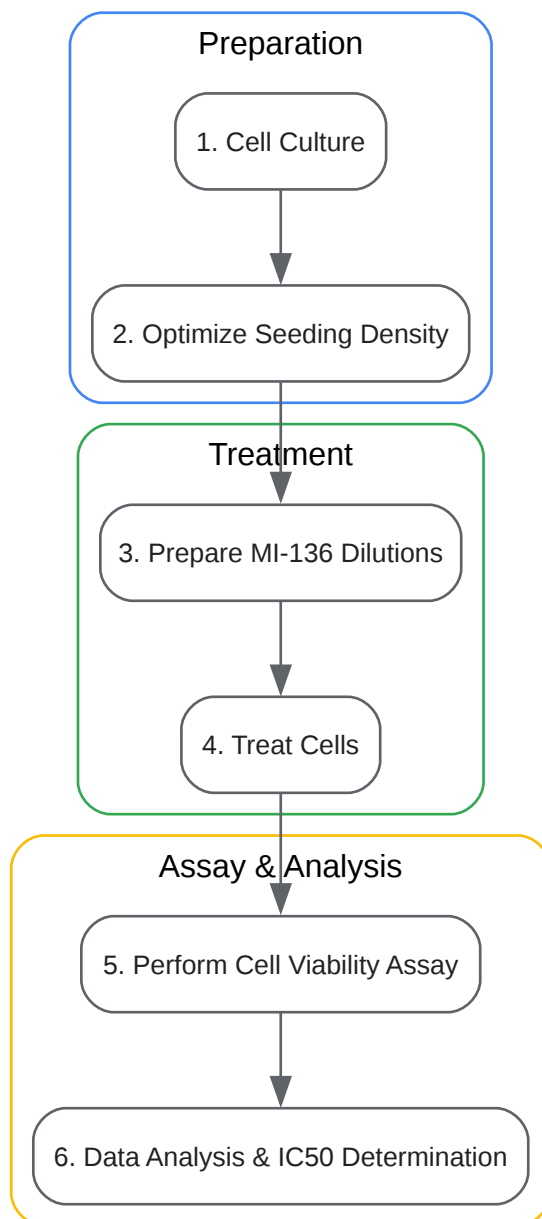 Preparation
1. Cell Culture
2. Optimize Seeding Density
Treatment
3. Prepare MI-136 Dilutions
4. Treat Cells
Assay & Analysis
5. Perform Cell Viability Assay
6. Data Analysis & IC50 Determination